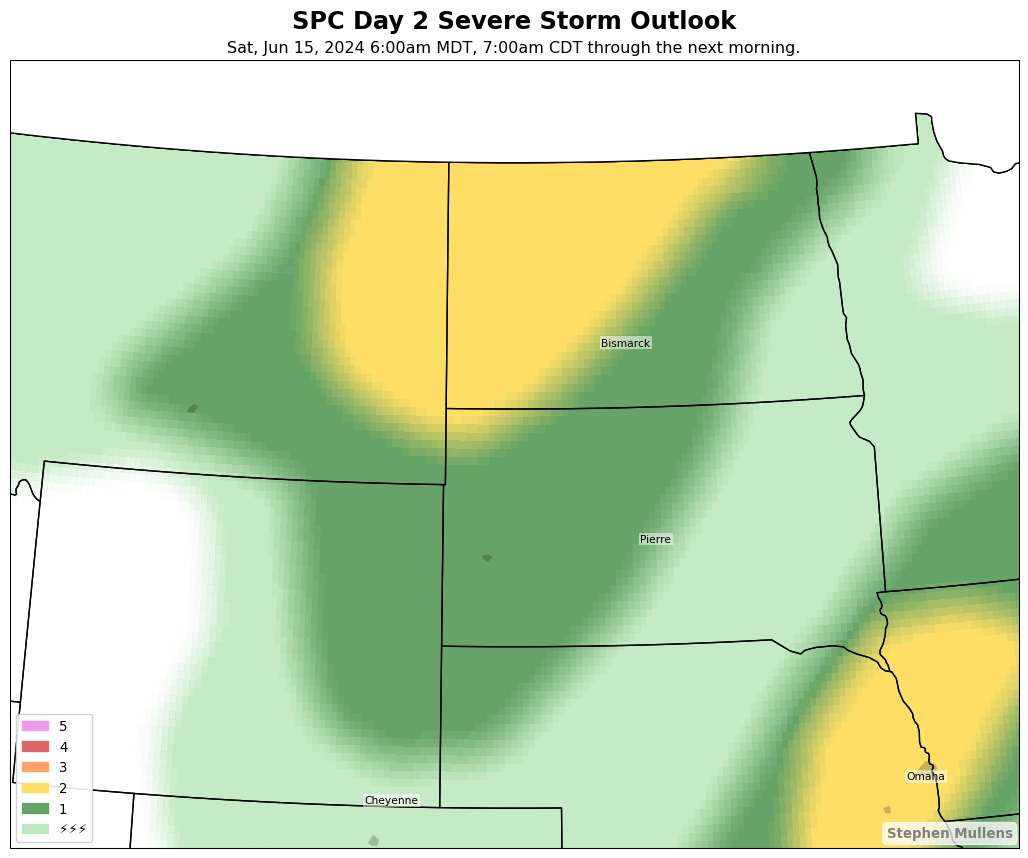 SPC Day 2 Severe Storm Outlook
Sat, Jun 15, 2024 6:00am MDT, 7:00am CDT through the next morning.
Bismarck
Pierre
Omaha
Cheyenne
5
4
3
2
1
⚡⚡⚡
Stephen Mullens